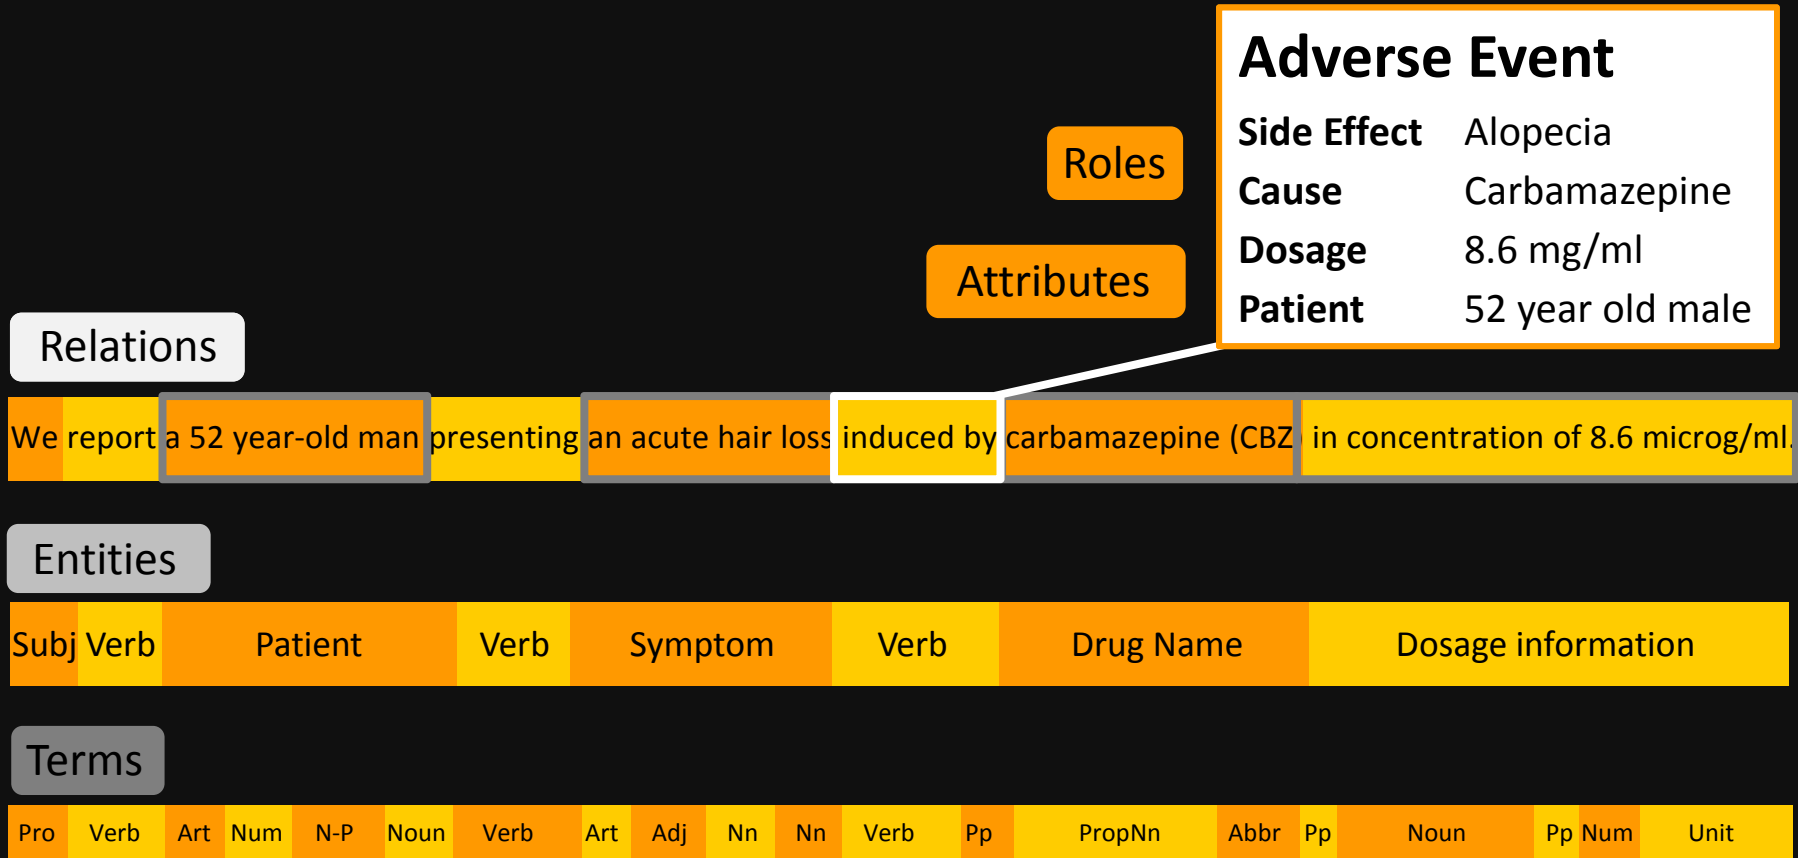 Adverse Event
Side Effect Alopecia
Cause Carbamazepine
Dosage 8.6 mg/ml
Patient 52 year old male
Roles
Attributes
Relations
We report a 52 year-old man presenting an acute hair loss induced by carbamazepine (CBZ) in concentration of 8.6 microg/ml.
Entities
Subj Verb Patient Verb Symptom Verb Drug Name Dosage information
Terms
Pro Verb Art Num N-P Noun Verb Art Adj Nn Nn Verb Pp PropNn Abbr Pp Noun Pp Num Unit